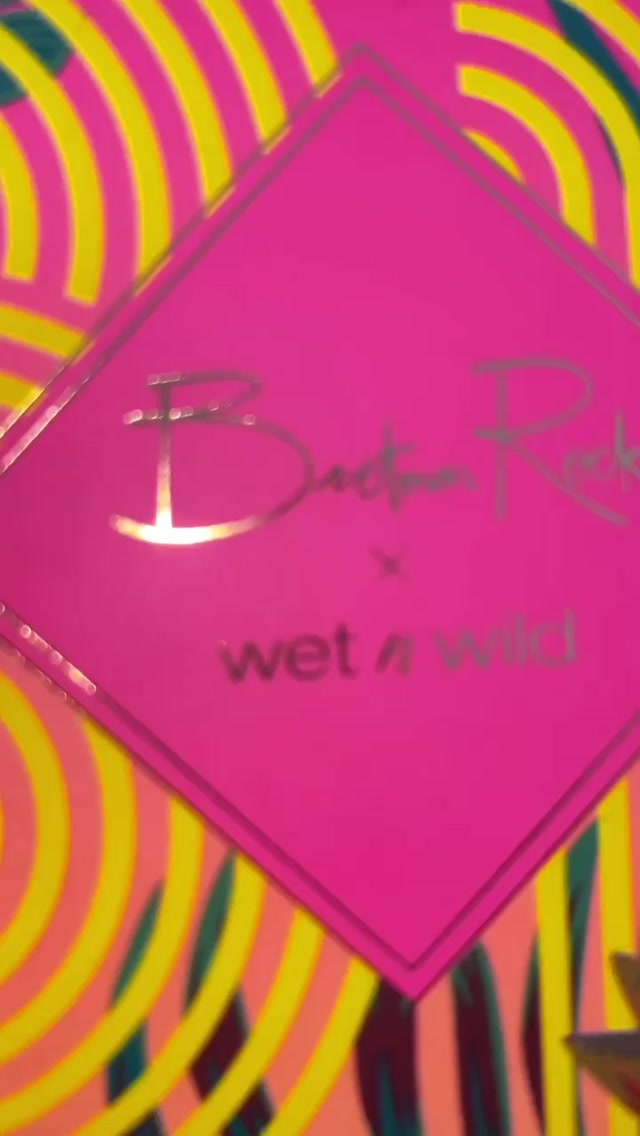 Bretman Rock
x
wet n wild